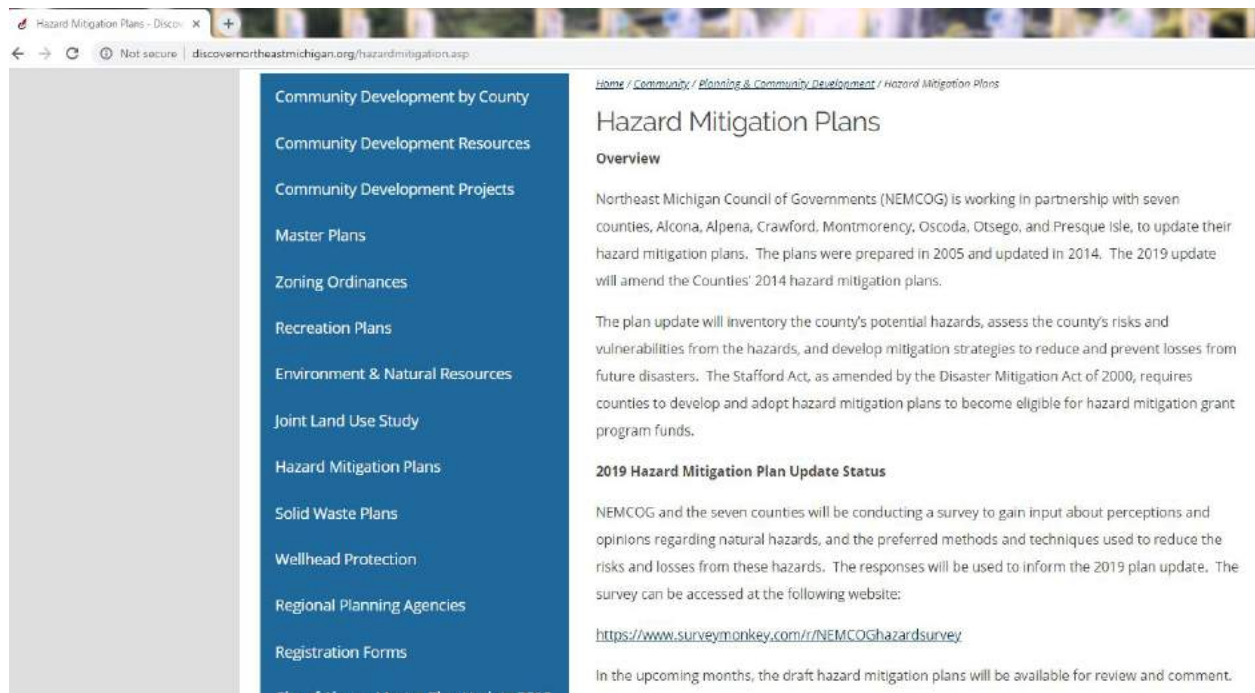 Hazard Mitigation Plans - Discov
Not secure discovernortheastmichigan.org/hazardmitigation.asp
Community Development by County
Community Development Resources
Community Development Projects
Master Plans
Zoning Ordinances
Recreation Plans
Environment & Natural Resources
Joint Land Use Study
Hazard Mitigation Plans
Solid Waste Plans
Wellhead Protection
Regional Planning Agencies
Registration Forms
Home / Community / Planning & Community Development / Hazard Mitigation Plans
Hazard Mitigation Plans
Overview
Northeast Michigan Council of Governments (NEMCOG) is working in partnership with seven
counties, Alcona, Alpena, Crawford, Montmorency, Oscoda, Otsego, and Presque Isle, to update their
hazard mitigation plans. The plans were prepared in 2005 and updated in 2014. The 2019 update
will amend the Counties' 2014 hazard mitigation plans.
The plan update will inventory the county's potential hazards, assess the county's risks and
vulnerabilities from the hazards, and develop mitigation strategies to reduce and prevent losses from
future disasters. The Stafford Act, as amended by the Disaster Mitigation Act of 2000, requires
counties to develop and adopt hazard mitigation plans to become eligible for hazard mitigation grant
program funds.
2019 Hazard Mitigation Plan Update Status
NEMCOG and the seven counties will be conducting a survey to gain input about perceptions and
opinions regarding natural hazards, and the preferred methods and techniques used to reduce the
risks and losses from these hazards. The responses will be used to inform the 2019 plan update. The
survey can be accessed at the following website:
https://www.surveymonkey.com/r/NEMCOGhazardsurvey
In the upcoming months, the draft hazard mitigation plans will be available for review and comment.